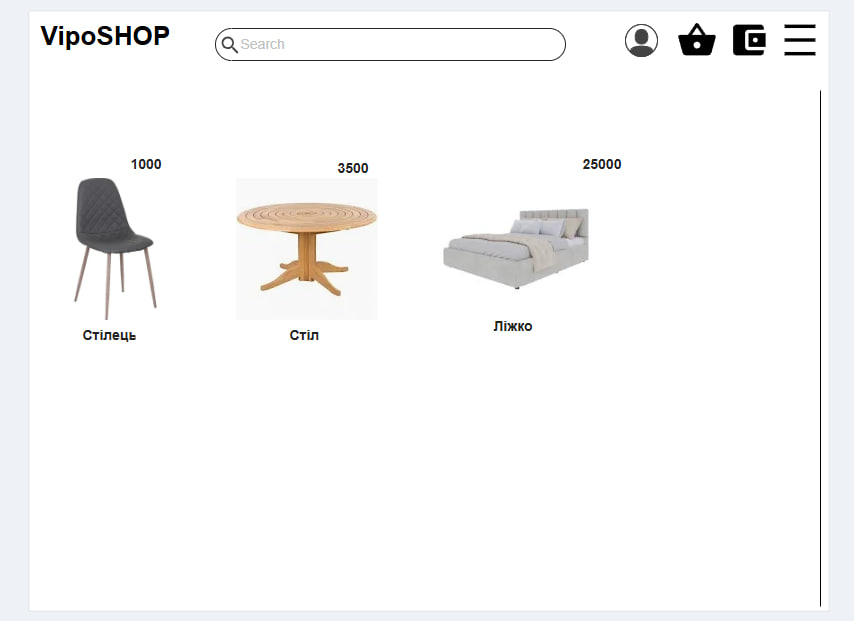 VipoSHOP
Search
1000
3500
25000
Стілець
Стіл
Ліжко